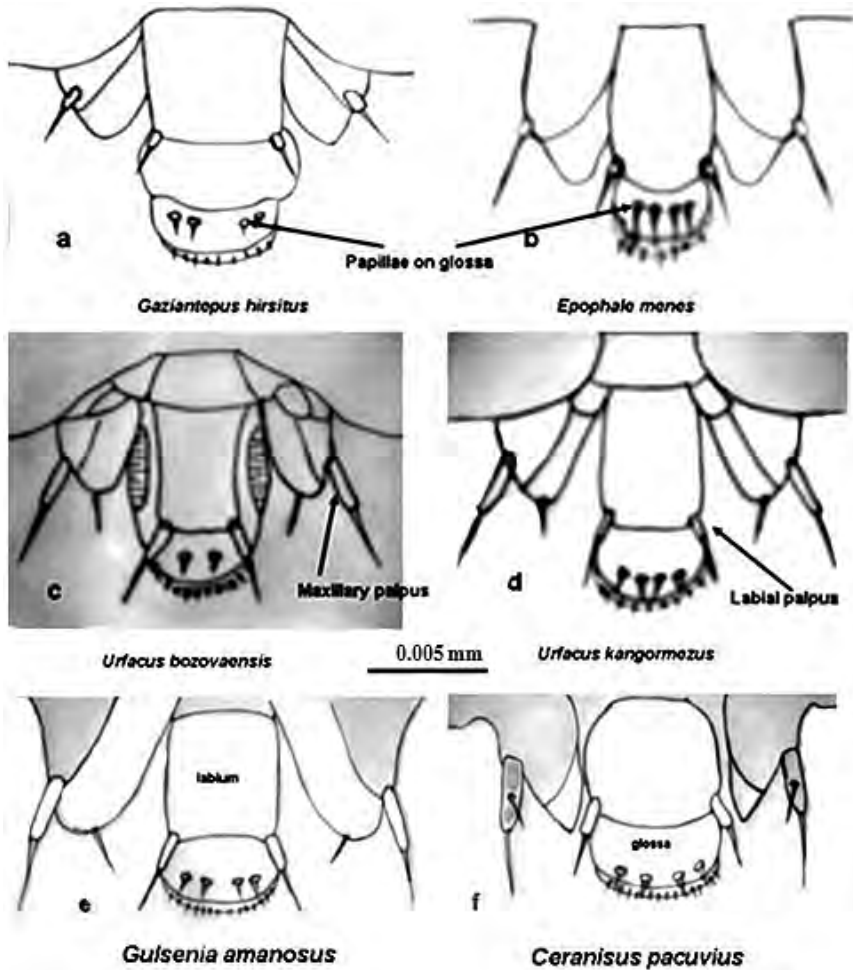 a
b
Papillae on glossa
Gaziantepus hirsitus
Epophale menes
c
Maxillary palpus
d
Labial palpus
Urfacus bozovaensis
0.005 mm
Urfacus kangormezus
labium
glossa
e
f
Gulsenia amanosus
Ceranisus pacuvius